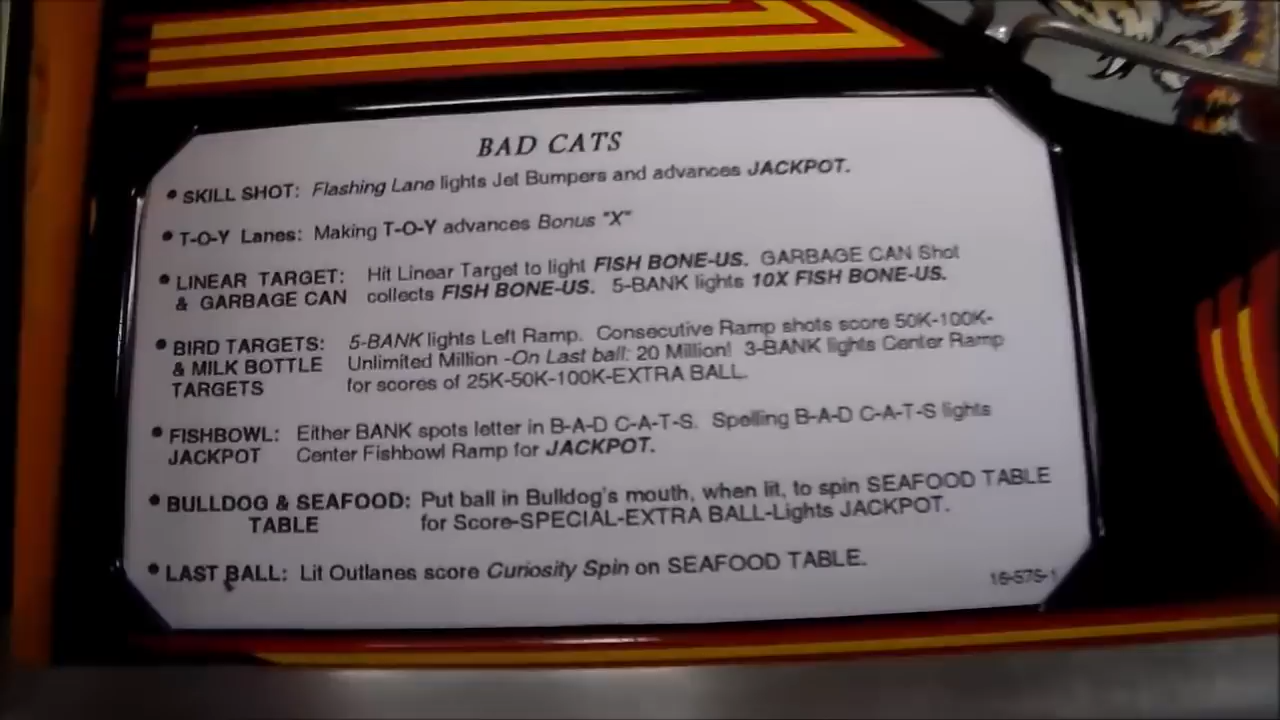 BAD CATS
• SKILL SHOT: Flashing Lane lights Jet Bumpers and advances JACKPOT.
• T-O-Y Lanes: Making T-O-Y advances Bonus "X"
• LINEAR TARGET: Hit Linear Target to light FISH BONE-US. GARBAGE CAN Shot
& GARBAGE CAN collects FISH BONE-US. 5-BANK lights 10X FISH BONE-US.
• BIRD TARGETS: 5-BANK lights Left Ramp. Consecutive Ramp shots score 50K-100K-
& MILK BOTTLE Unlimited Million -On Last ball: 20 Million! 3-BANK lights Center Ramp
TARGETS for scores of 25K-50K-100K-EXTRA BALL.
• FISHBOWL: Either BANK spots letter in B-A-D C-A-T-S. Spelling B-A-D C-A-T-S lights
JACKPOT Center Fishbowl Ramp for JACKPOT.
• BULLDOG & SEAFOOD: Put ball in Bulldog's mouth, when lit, to spin SEAFOOD TABLE
TABLE for Score-SPECIAL-EXTRA BALL-Lights JACKPOT.
• LAST BALL: Lit Outlanes score Curiosity Spin on SEAFOOD TABLE.
16-575-1